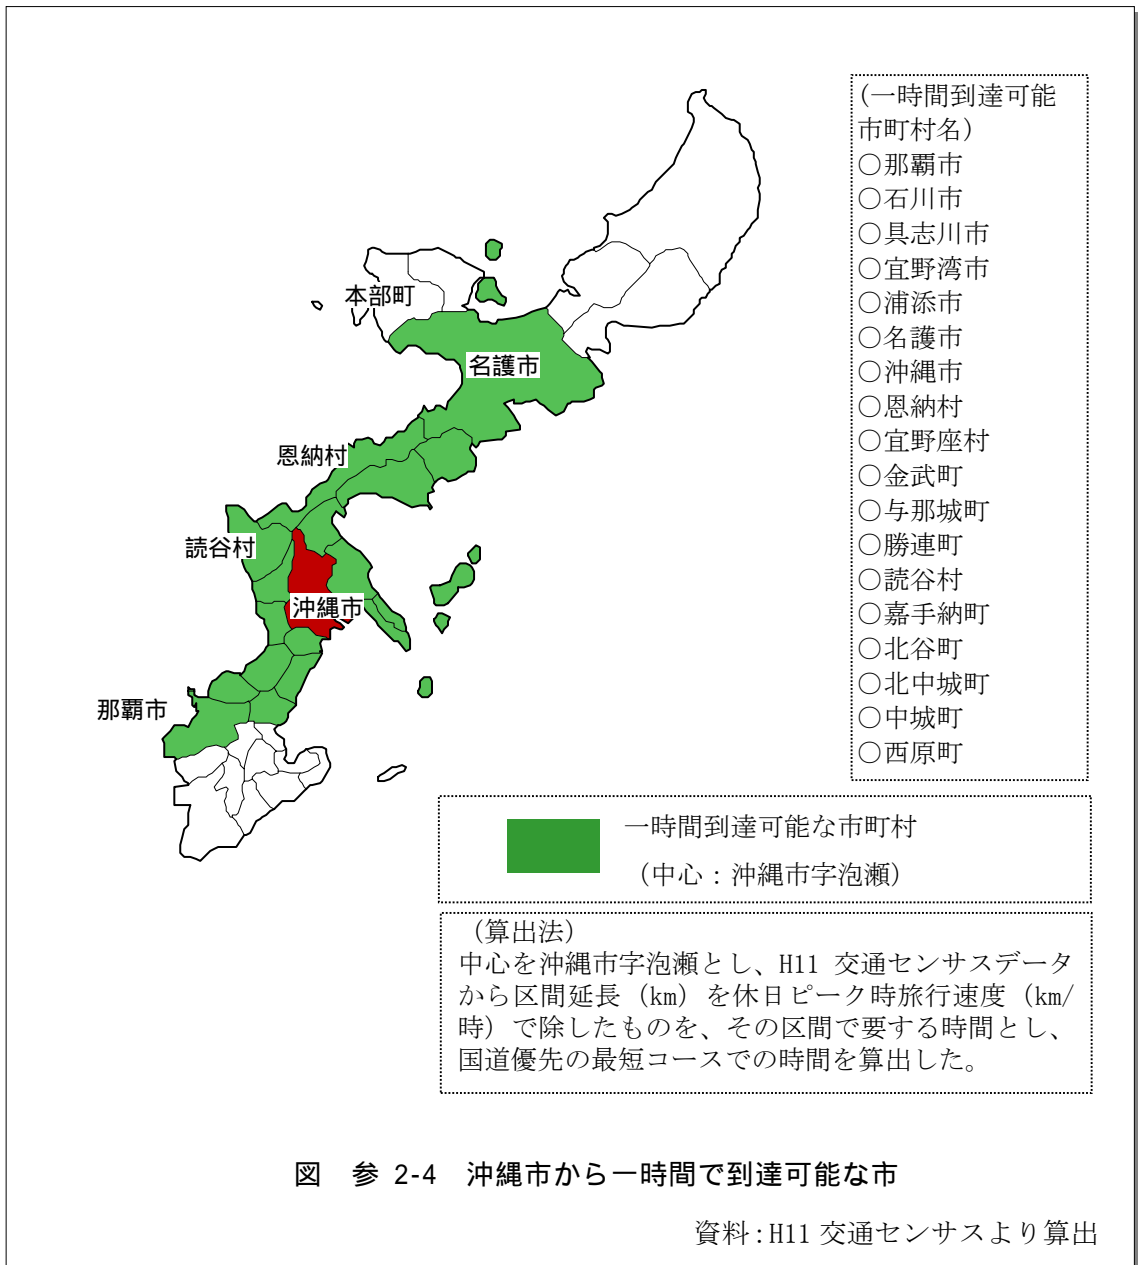 (一時間到達可能
市町村名)
○那覇市
○石川市
○具志川市
○宜野湾市
○浦添市
○名護市
○沖縄市
○恩納村
○宜野座村
○金武町
○与那城町
○勝連町
○読谷村
○嘉手納町
○北谷町
○北中城町
○中城町
○西原町
本部町
名護市
恩納村
読谷村
沖縄市
那覇市
一時間到達可能な市町村
(中心:沖縄市字泡瀬)
(算出法)
中心を沖縄市字泡瀬とし、H11 交通センサスデータ
から区間延長(km)を休日ピーク時旅行速度(km/
時)で除したものを、その区間で要する時間とし、
国道優先の最短コースでの時間を算出した。
図 参 2-4 沖縄市から一時間で到達可能な市
資料:H11 交通センサスより算出